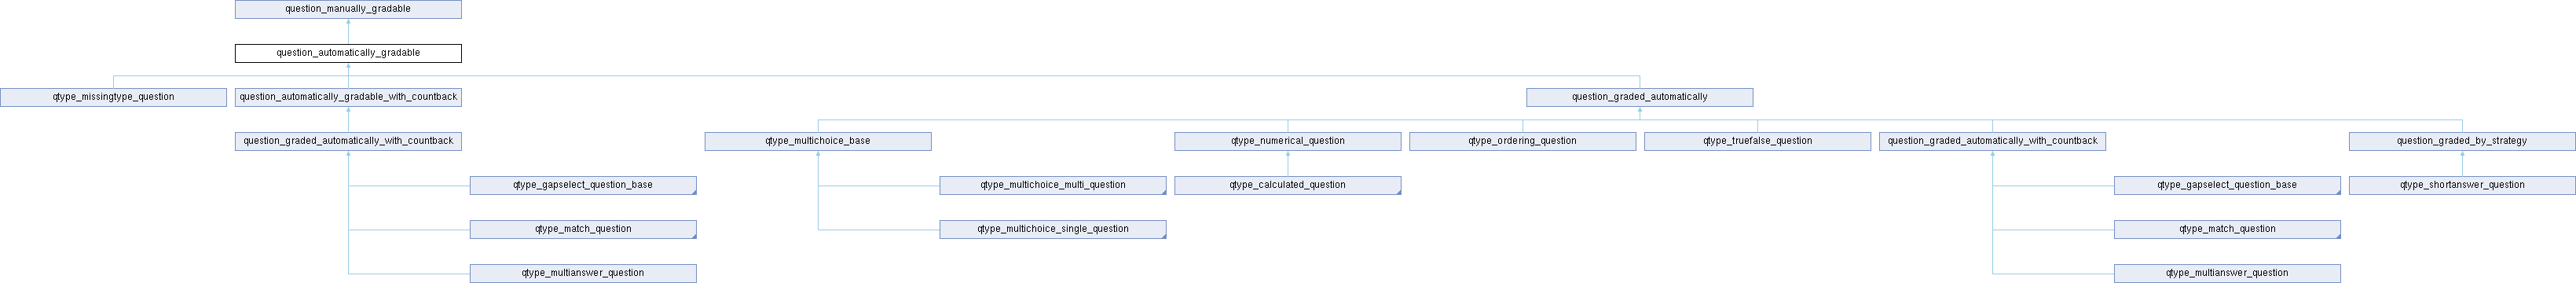 question_manually_gradable
question_automatically_gradable
qtype_missingtype_question
question_automatically_gradable_with_countback
question_graded_automatically
question_graded_automatically_with_countback
qtype_multichoice_base
qtype_numerical_question
qtype_ordering_question
qtype_truefalse_question
question_graded_automatically_with_countback
question_graded_by_strategy
qtype_gapselect_question_base
qtype_multichoice_multi_question
qtype_calculated_question
qtype_gapselect_question_base
qtype_shortanswer_question
qtype_match_question
qtype_multichoice_single_question
qtype_match_question
qtype_multianswer_question
qtype_multianswer_question